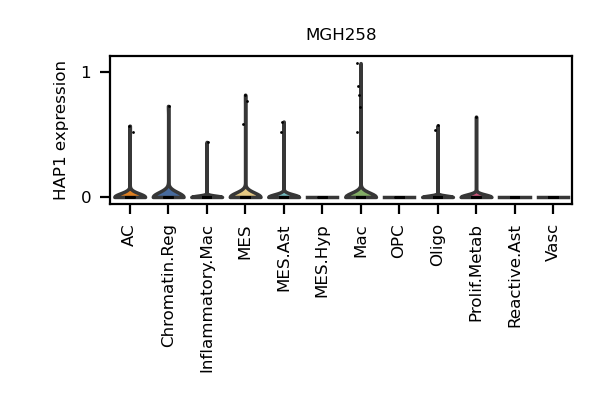 MGH258
HAP1 expression
1
0
AC
Chromatin.Reg
Inflammatory.Mac
MES
MES.Ast
MES.Hyp
Mac
OPC
Oligo
Prolif.Metab
Reactive.Ast
Vasc